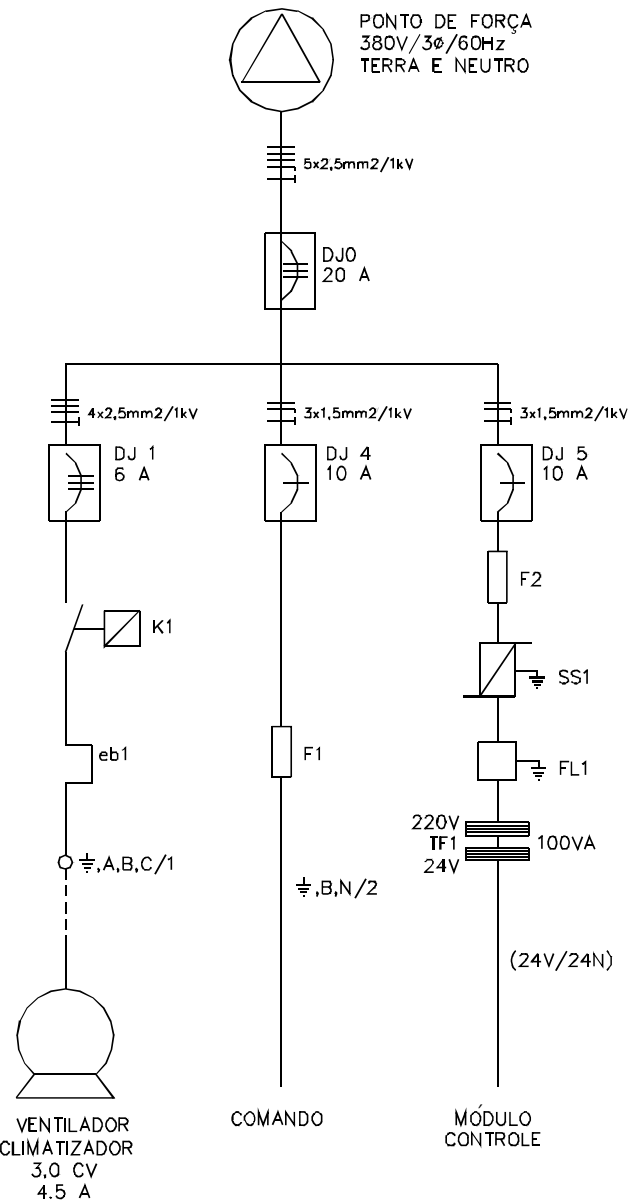 PONTO DE FORÇA
380V/3ø/60Hz
TERRA E NEUTRO
5x2,5mm2/1kV
DJ0
20 A
4x2,5mm2/1kV
3x1,5mm2/1kV
3x1,5mm2/1kV
DJ 1
6 A
DJ 4
10 A
DJ 5
10 A
F2
K1
SS1
eb1
F1
FL1
220V
TF1
24V
100VA
,A,B,C/1
,B,N/2
(24V/24N)
VENTILADOR
CLIMATIZADOR
3,0 CV
4.5 A
COMANDO
MÓDULO
CONTROLE